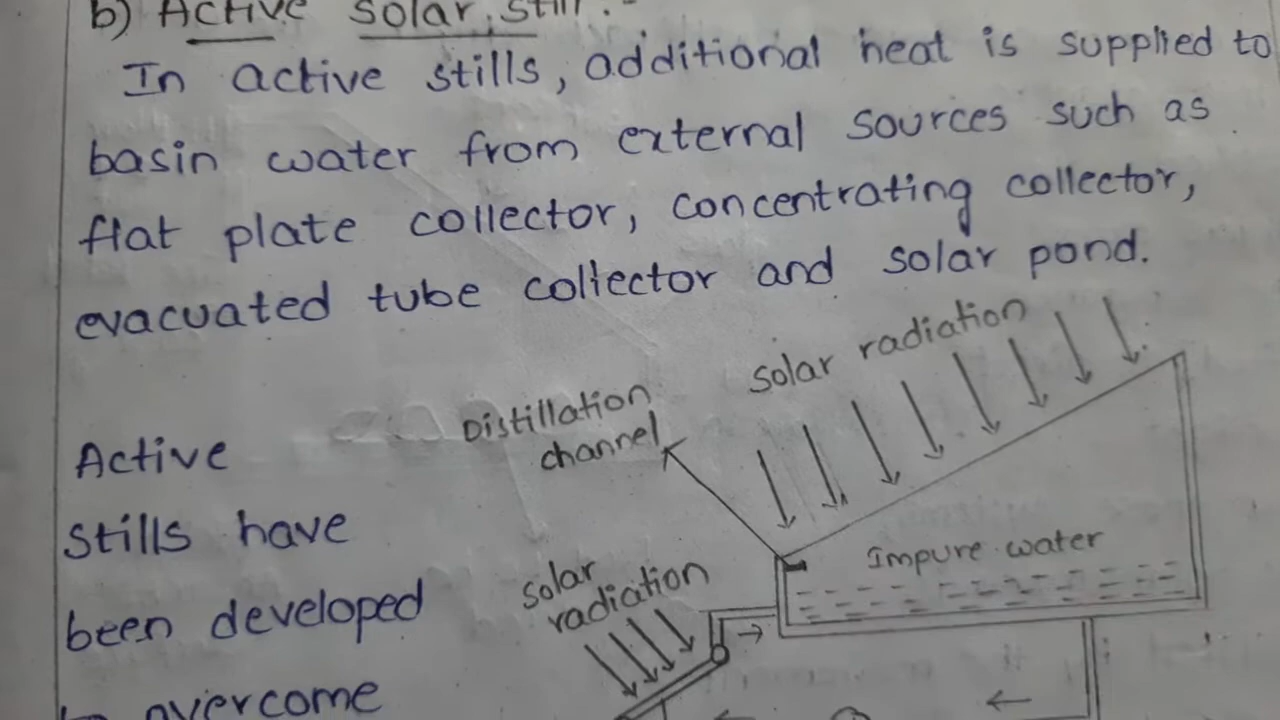 b) Active Solar still:-
In active stills, additional heat is supplied to
basin water from external sources such as
flat plate collector, concentrating collector,
evacuated tube collector and solar pond.
Solar radiation
Distillation
channel
Active
stills have
been developed
to overcome
Impure water
solar
radiation